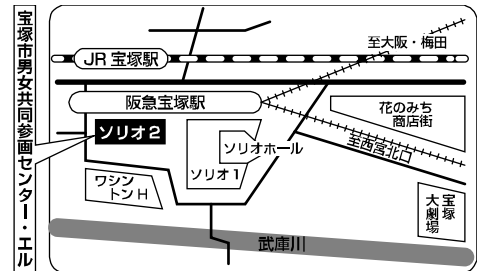 宝塚市男女共同参画センター・エル
至大阪・梅田
JR 宝塚駅
阪急宝塚駅
花のみち
商店街
ソリオ2
ソリオホール
至西宮北口
ソリオ1
ワシン
トンH
宝塚
大劇場
武庫川